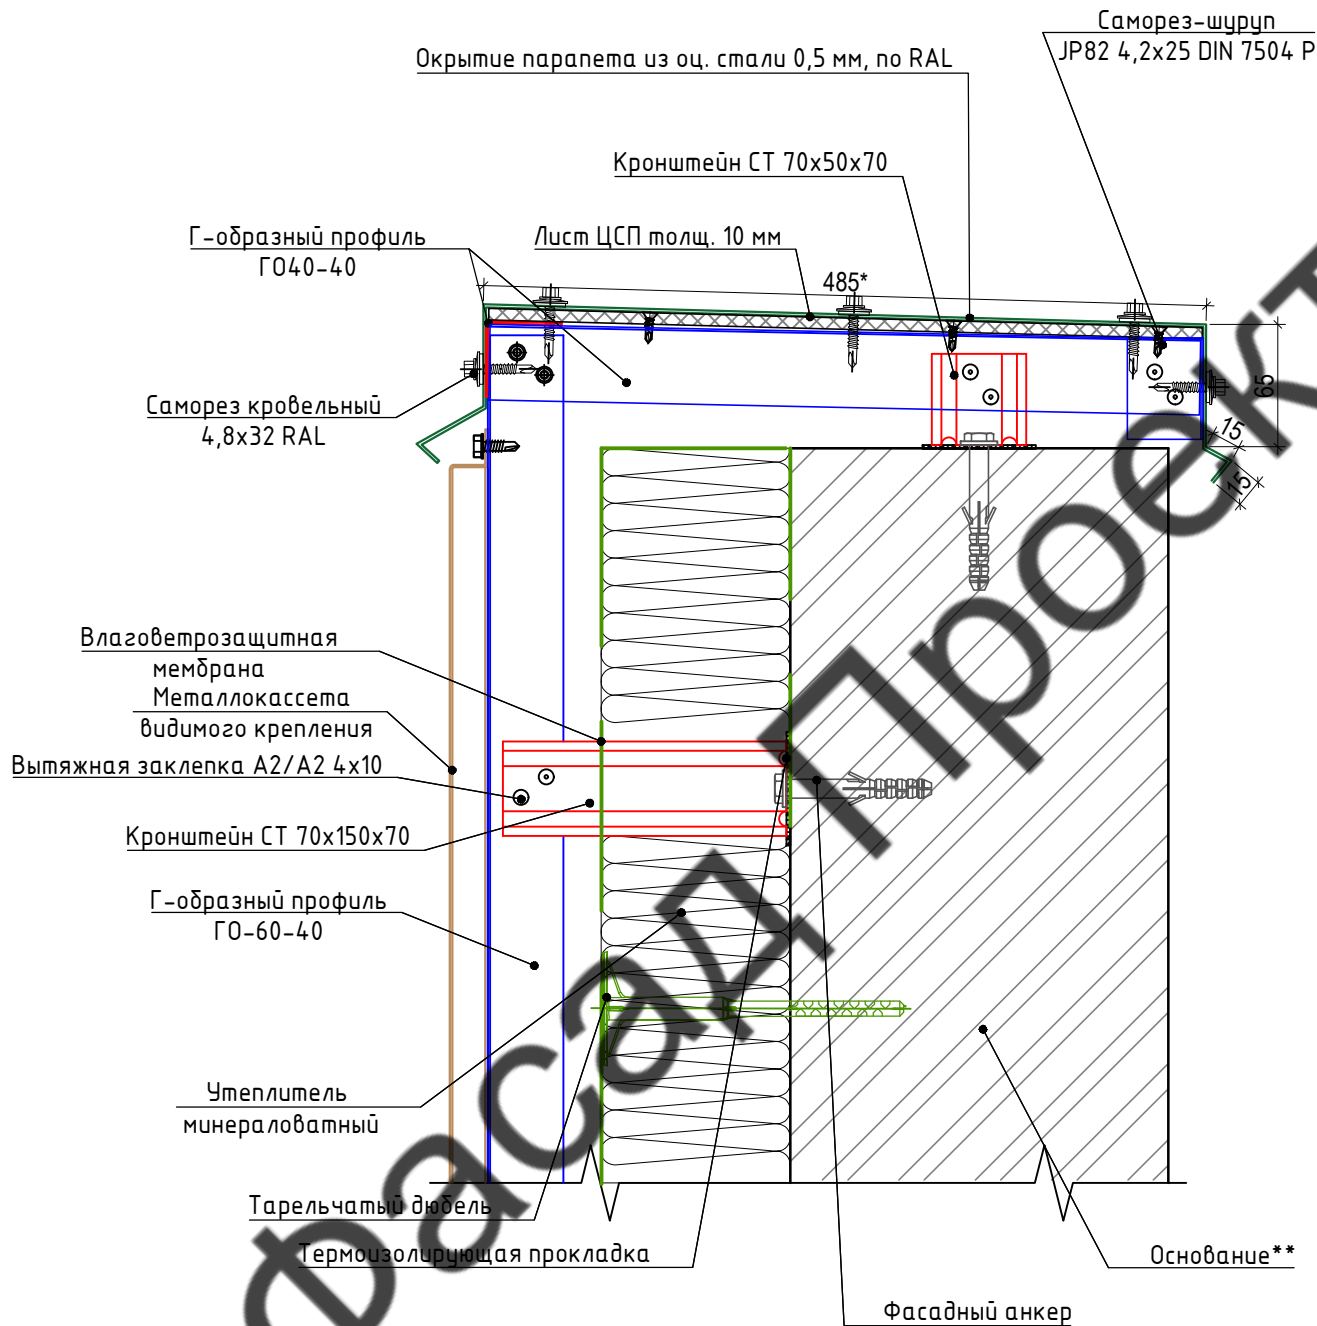 Саморез-шуруп
JP82 4,2х25 DIN 7504 P
Окрытие парапета из оц. стали 0,5 мм, по RAL
Кронштейн СТ 70х50х70
Г-образный профиль
ГО40-40
Лист ЦСП толщ. 10 мм
485*
65
15
15
Саморез кровельный
4,8х32 RAL
Влаговетрозащитная
мембрана
Металлокассета
видимого крепления
Вытяжная заклепка А2/А2 4х10
Кронштейн СТ 70х150х70
Г-образный профиль
ГО-60-40
Утеплитель
минераловатный
Тарельчатый дюбель
Термоизолирующая прокладка
Основание**
Фасадный анкер
Фасад Проект